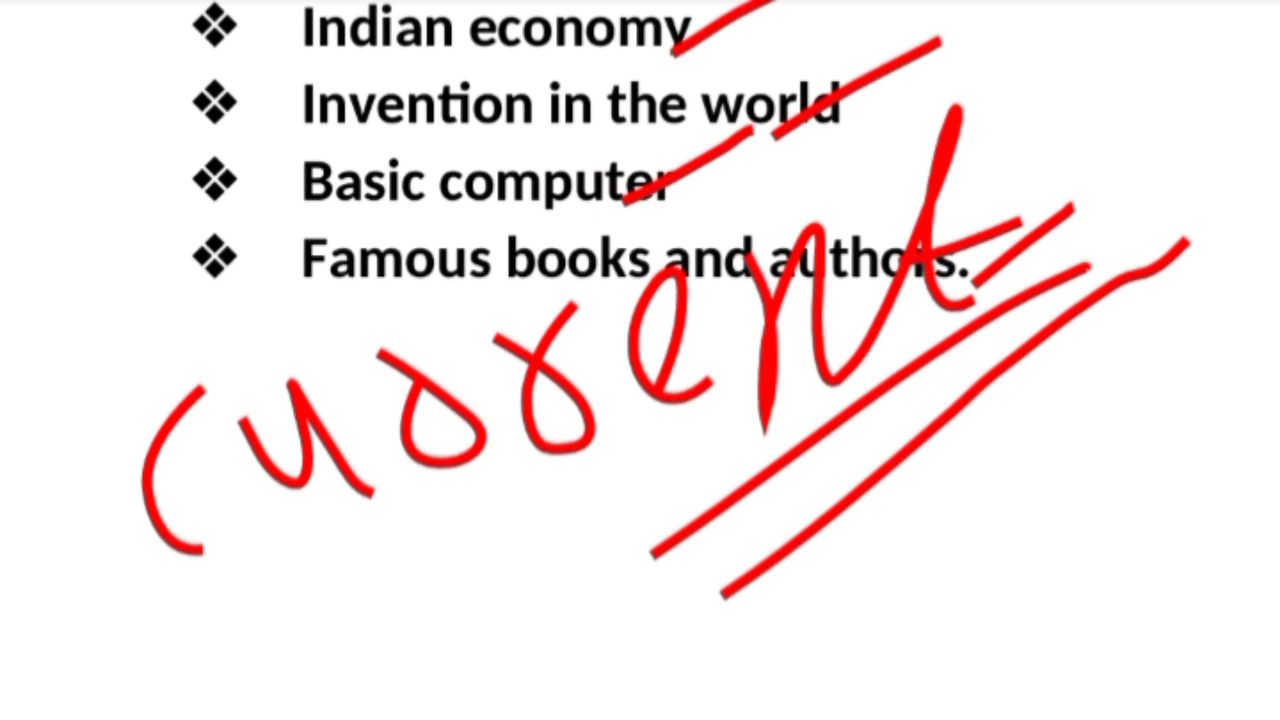 ❖ Indian economy
❖ Invention in the world
❖ Basic computer
❖ Famous books and authors.
Current